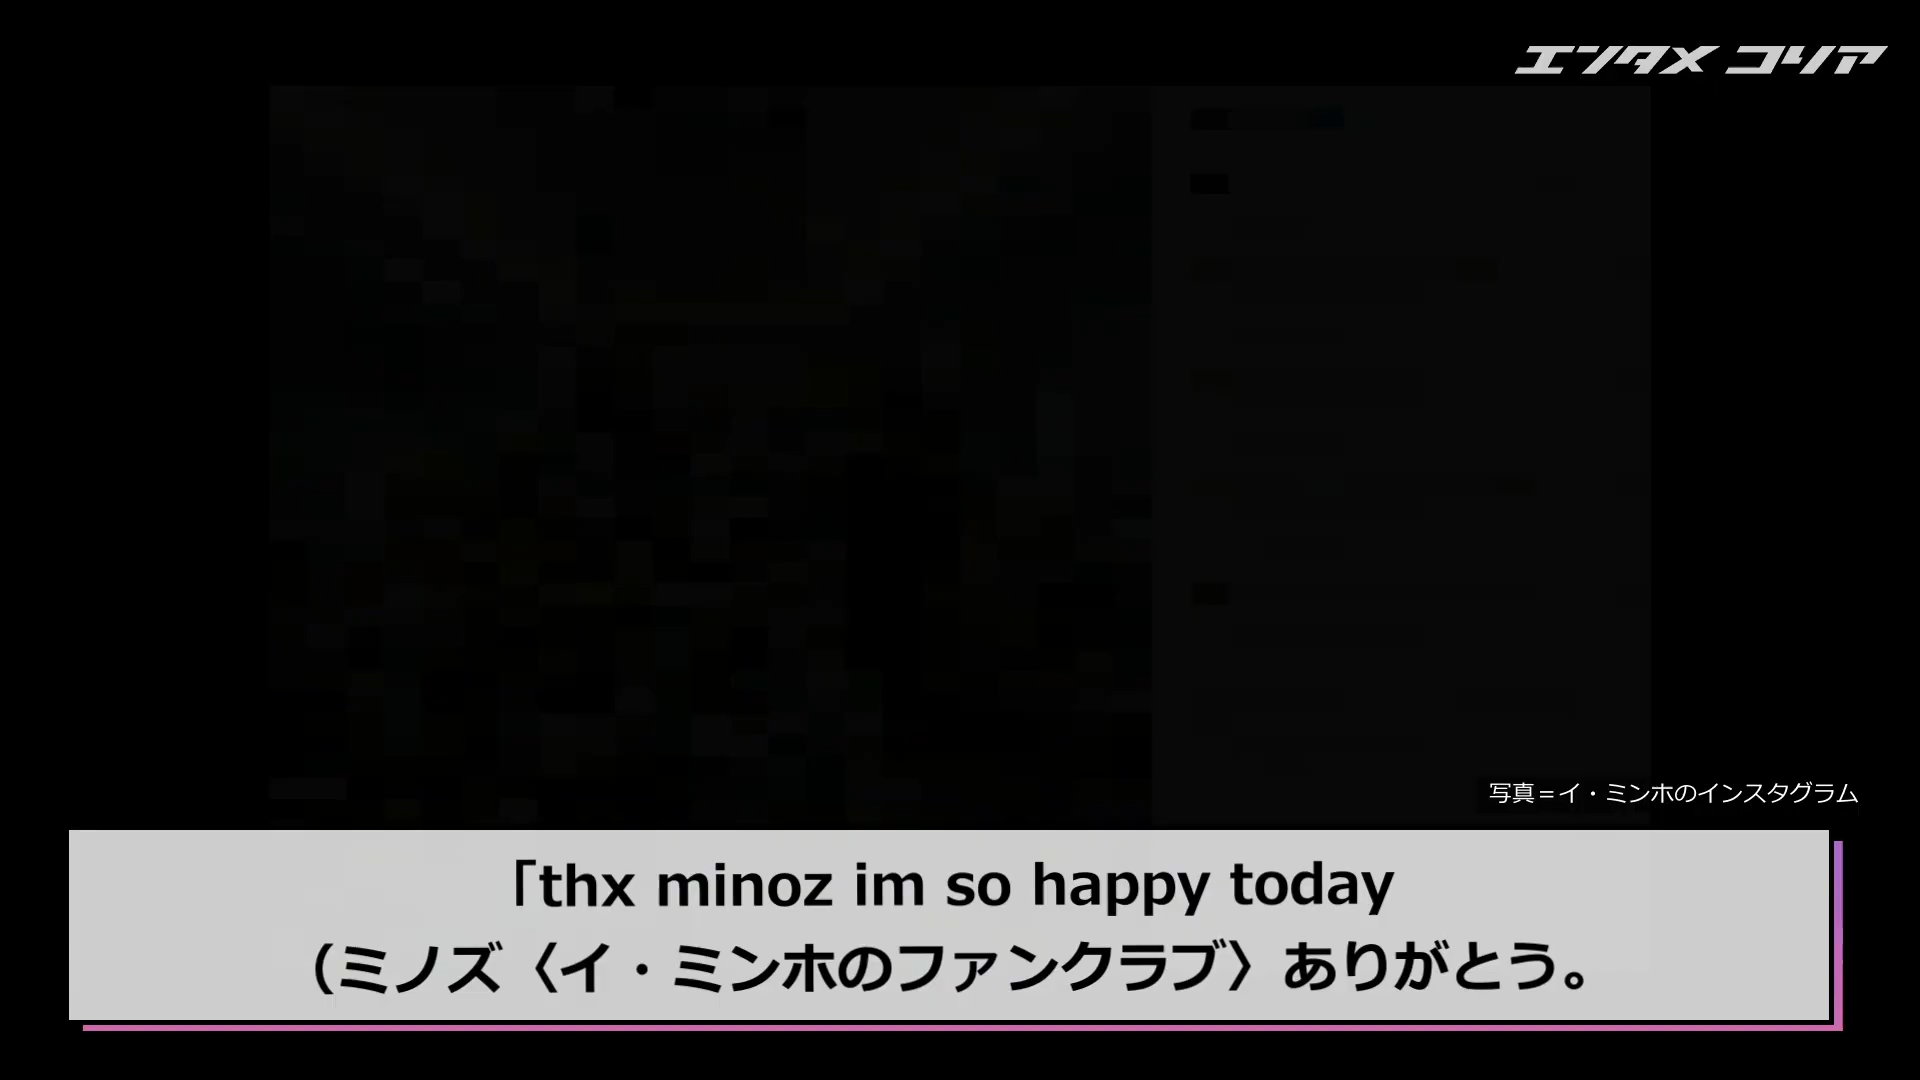 エンタメ コリア
写真＝イ・ミンホのインスタグラム
「thx minoz im so happy today
（ミノズ〈イ・ミンホのファンクラブ〉ありがとう。